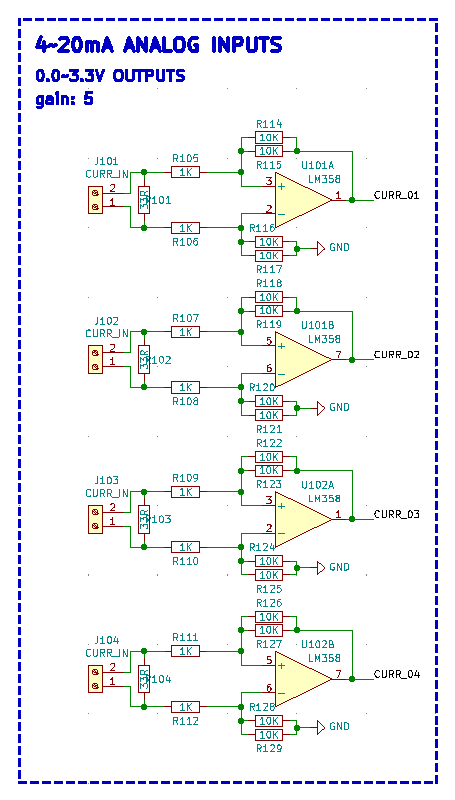 4~20mA ANALOG INPUTS
0.0~3.3V OUTPUTS
gain: 5
R114
10K
10K
R115
J101
CURR_IN
2
1
33R
R101
R105
1K
1K
R106
U101A
LM358
3
+
2
−
1
CURR_01
R116
10K
10K
R117
GND
R118
10K
10K
R119
J102
CURR_IN
2
1
33R
R102
R107
1K
1K
R108
U101B
LM358
5
+
6
−
7
CURR_02
R120
10K
10K
R121
GND
R122
10K
10K
R123
J103
CURR_IN
2
1
33R
R103
R109
1K
1K
R110
U102A
LM358
3
+
2
−
1
CURR_03
R124
10K
10K
R125
GND
R126
10K
10K
R127
J104
CURR_IN
2
1
33R
R104
R111
1K
1K
R112
U102B
LM358
5
+
6
−
7
CURR_04
R128
10K
10K
R129
GND